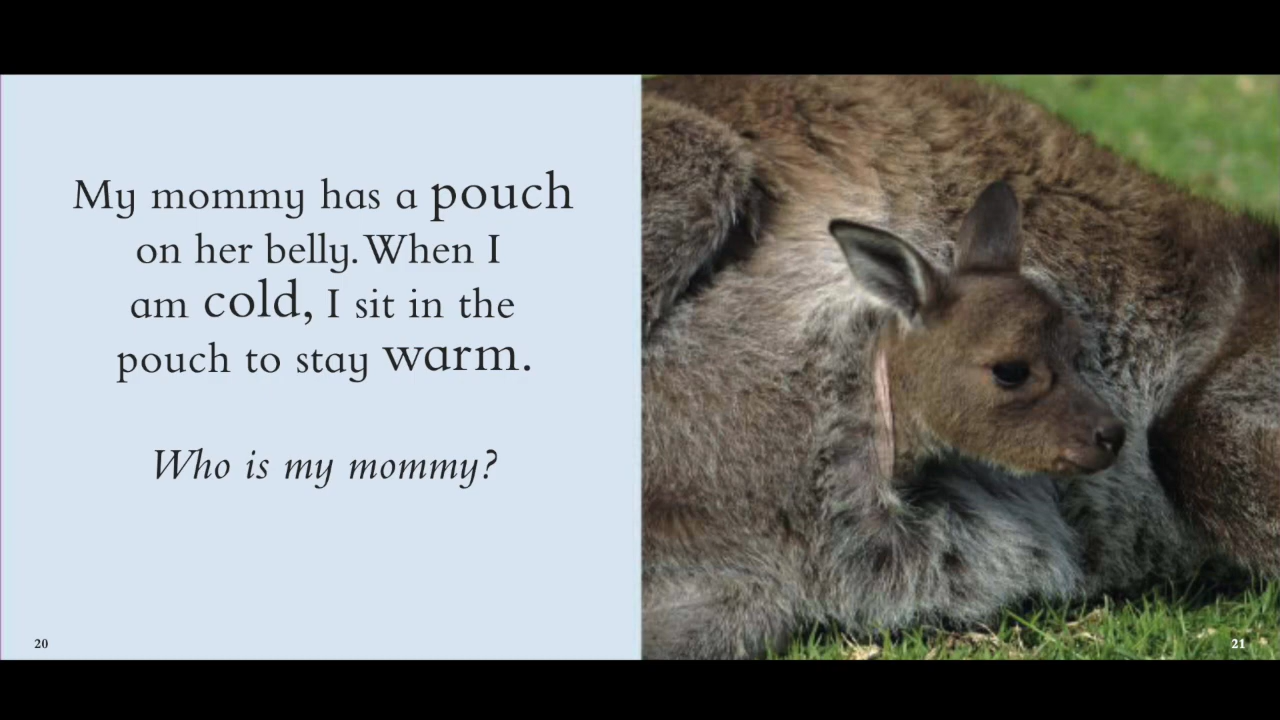 My mommy has a pouch
on her belly. When I
am cold, I sit in the
pouch to stay warm.
Who is my mommy?
20
21